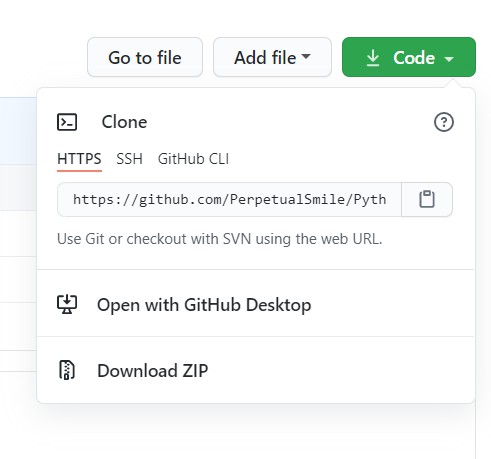 Go to file Add file Code
Clone
HTTPS SSH GitHub CLI
https://github.com/PerpetualSmile/Pyth
Use Git or checkout with SVN using the web URL.
Open with GitHub Desktop
Download ZIP